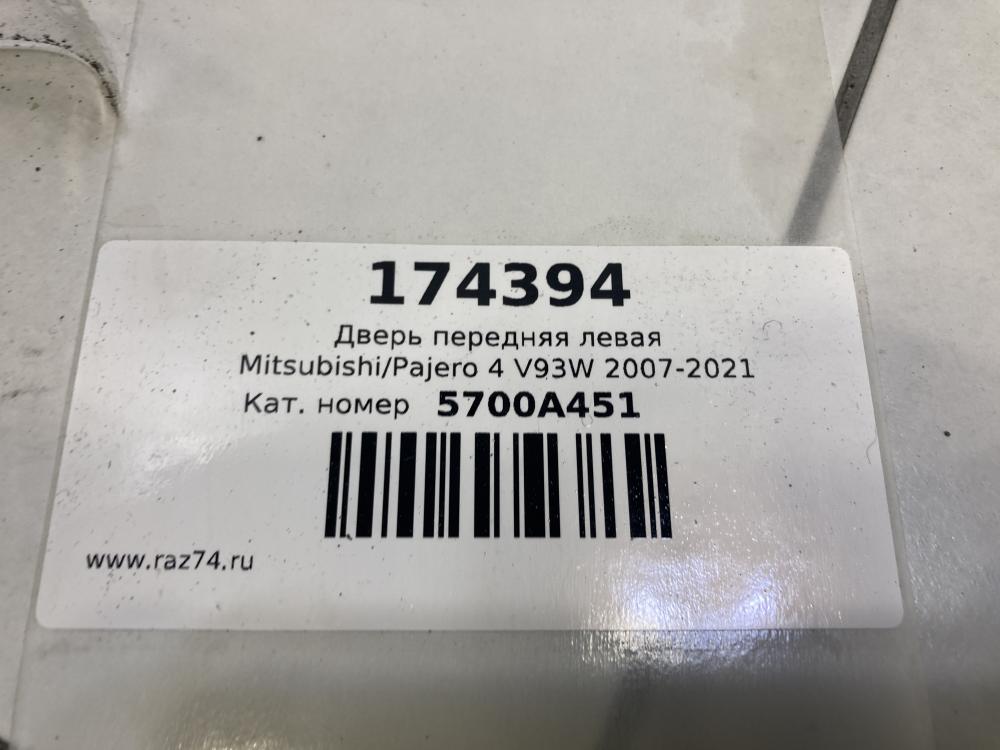 174394
Дверь передняя левая
Mitsubishi/Pajero 4 V93W 2007-2021
Кат. номер 5700A451
www.raz74.ru